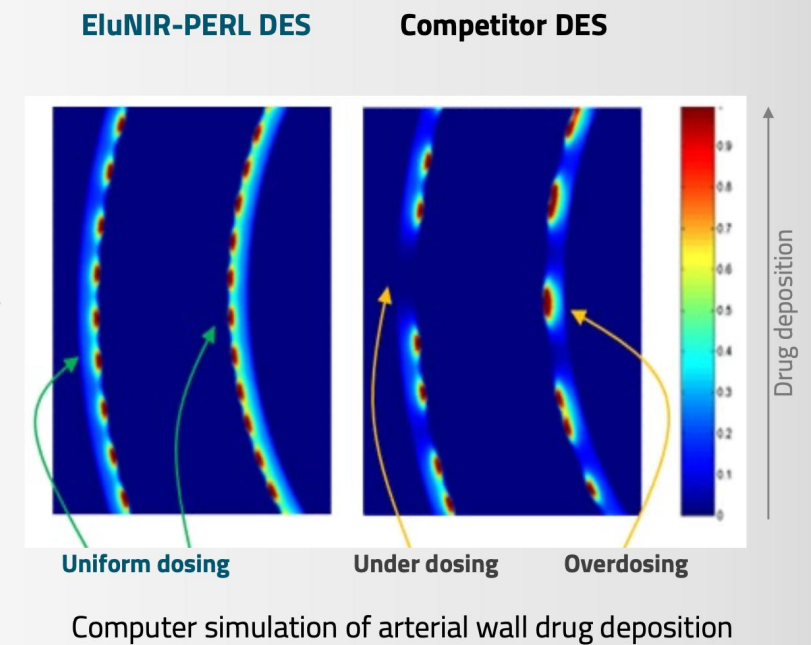 EluNIR-PERL DES
Competitor DES
0.9
0.8
0.7
0.6
0.5
0.4
0.3
0.2
0.1
0
Drug deposition
Uniform dosing
Under dosing
Overdosing
Computer simulation of arterial wall drug deposition